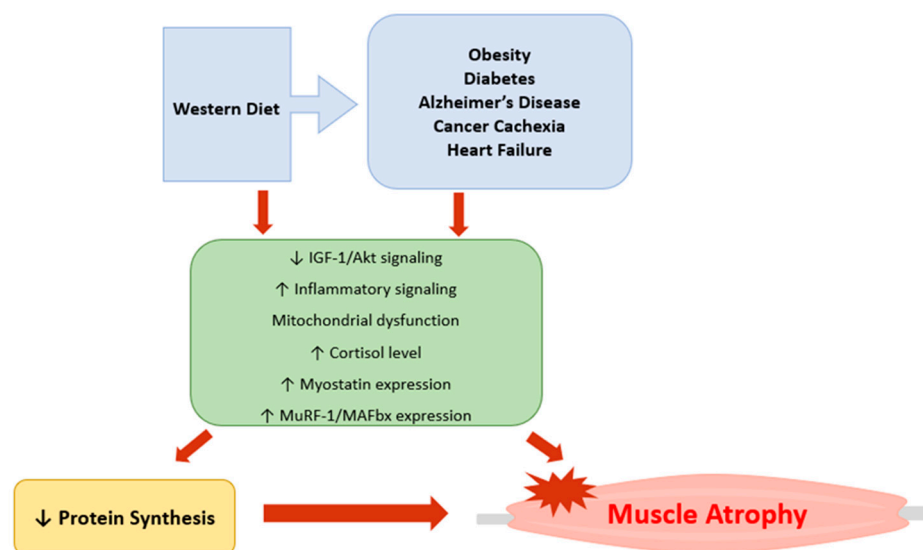 Western Diet
Obesity
Diabetes
Alzheimer's Disease
Cancer Cachexia
Heart Failure
↓ IGF-1/Akt signaling
↑ Inflammatory signaling
Mitochondrial dysfunction
↑ Cortisol level
↑ Myostatin expression
↑ MuRF-1/MAFbx expression
↓ Protein Synthesis
Muscle Atrophy